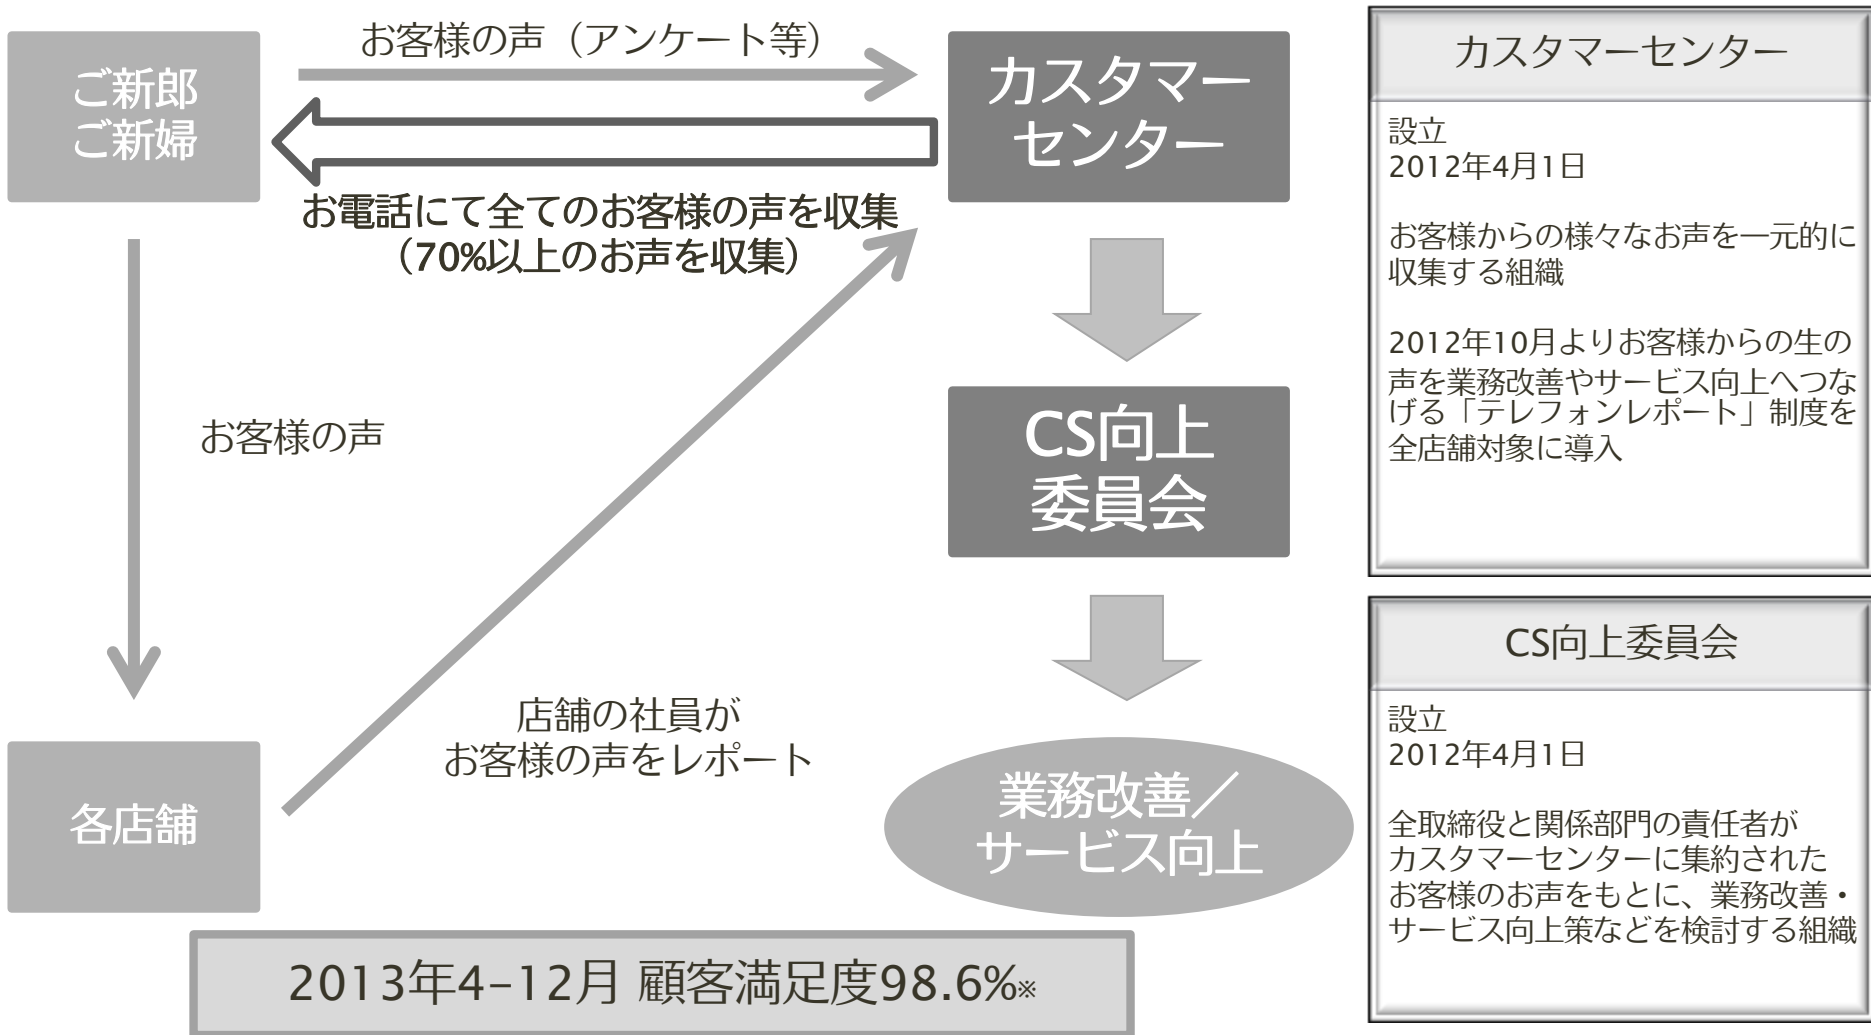 お客様の声（アンケート等）
ご新郎
ご新婦
カスタマー
センター
お電話にて全てのお客様の声を収集
（70%以上のお声を収集）
お客様の声
CS向上
委員会
店舗の社員が
お客様の声をレポート
各店舗
業務改善／
サービス向上
2013年4–12月 顧客満足度98.6%※
カスタマーセンター
設立
2012年4月1日
お客様からの様々なお声を一元的に
収集する組織
2012年10月よりお客様からの生の
声を業務改善やサービス向上へつな
げる「テレフォンレポート」制度を
全店舗対象に導入
CS向上委員会
設立
2012年4月1日
全取締役と関係部門の責任者が
カスタマーセンターに集約された
お客様のお声をもとに、業務改善・
サービス向上策などを検討する組織